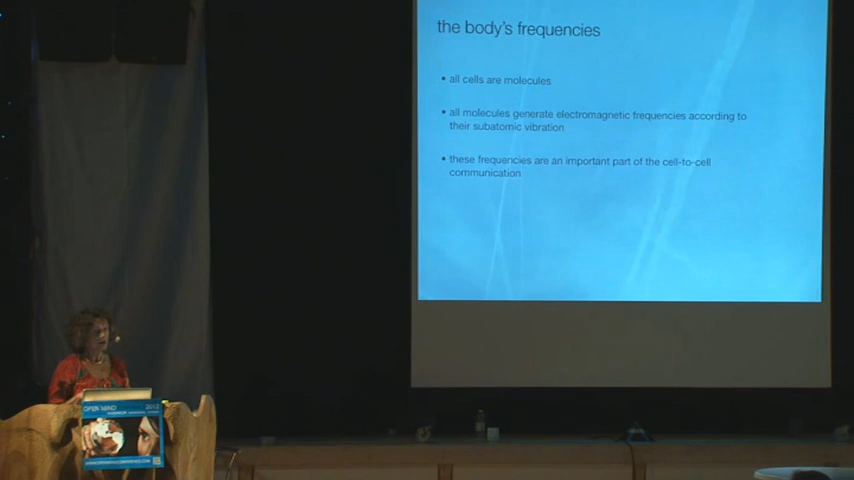 the body's frequencies
• all cells are molecules
• all molecules generate electromagnetic frequencies according to
their subatomic vibration
• these frequencies are an important part of the cell-to-cell
communication
OPEN MIND 2012